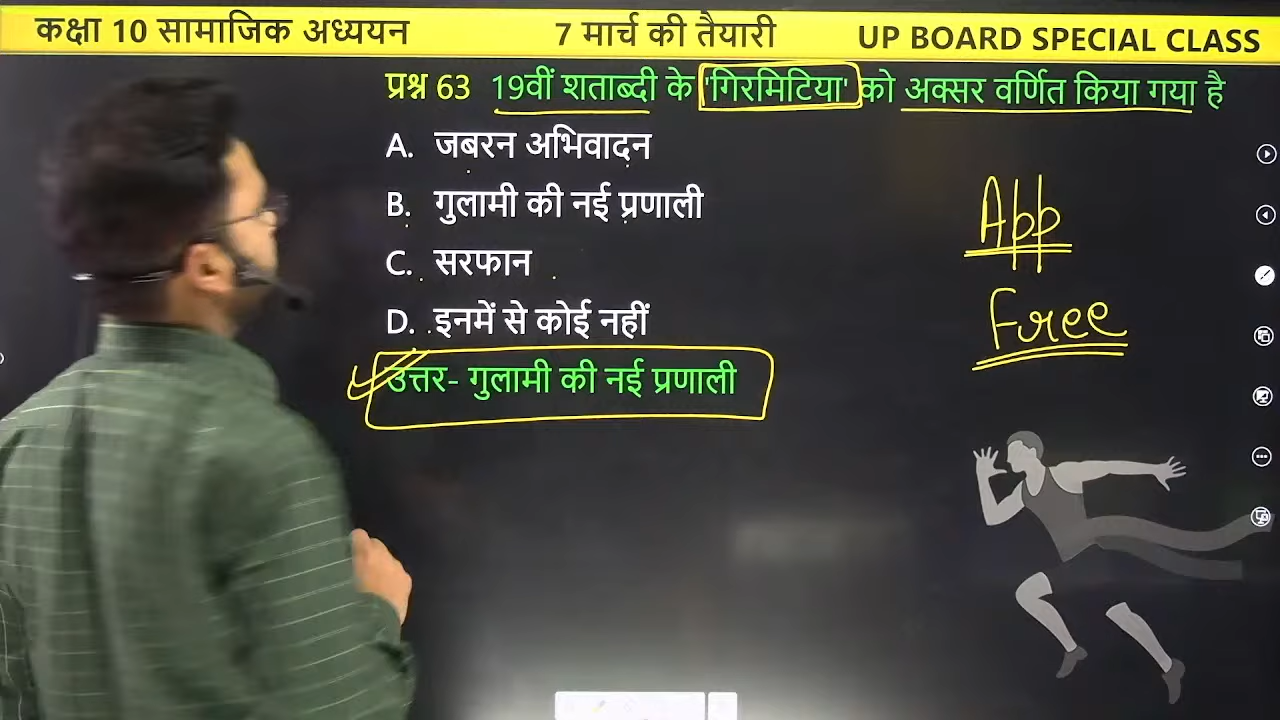 कक्षा 10 सामाजिक अध्ययन 7 मार्च की तैयारी UP BOARD SPECIAL CLASS
प्रश्न 63 19वीं शताब्दी के 'गिरमिटिया' को अक्सर वर्णित किया गया है
A. जबरन अभिवादन
B. गुलामी की नई प्रणाली
C. सरफान
D. इनमें से कोई नहीं
उत्तर- गुलामी की नई प्रणाली
App
Free